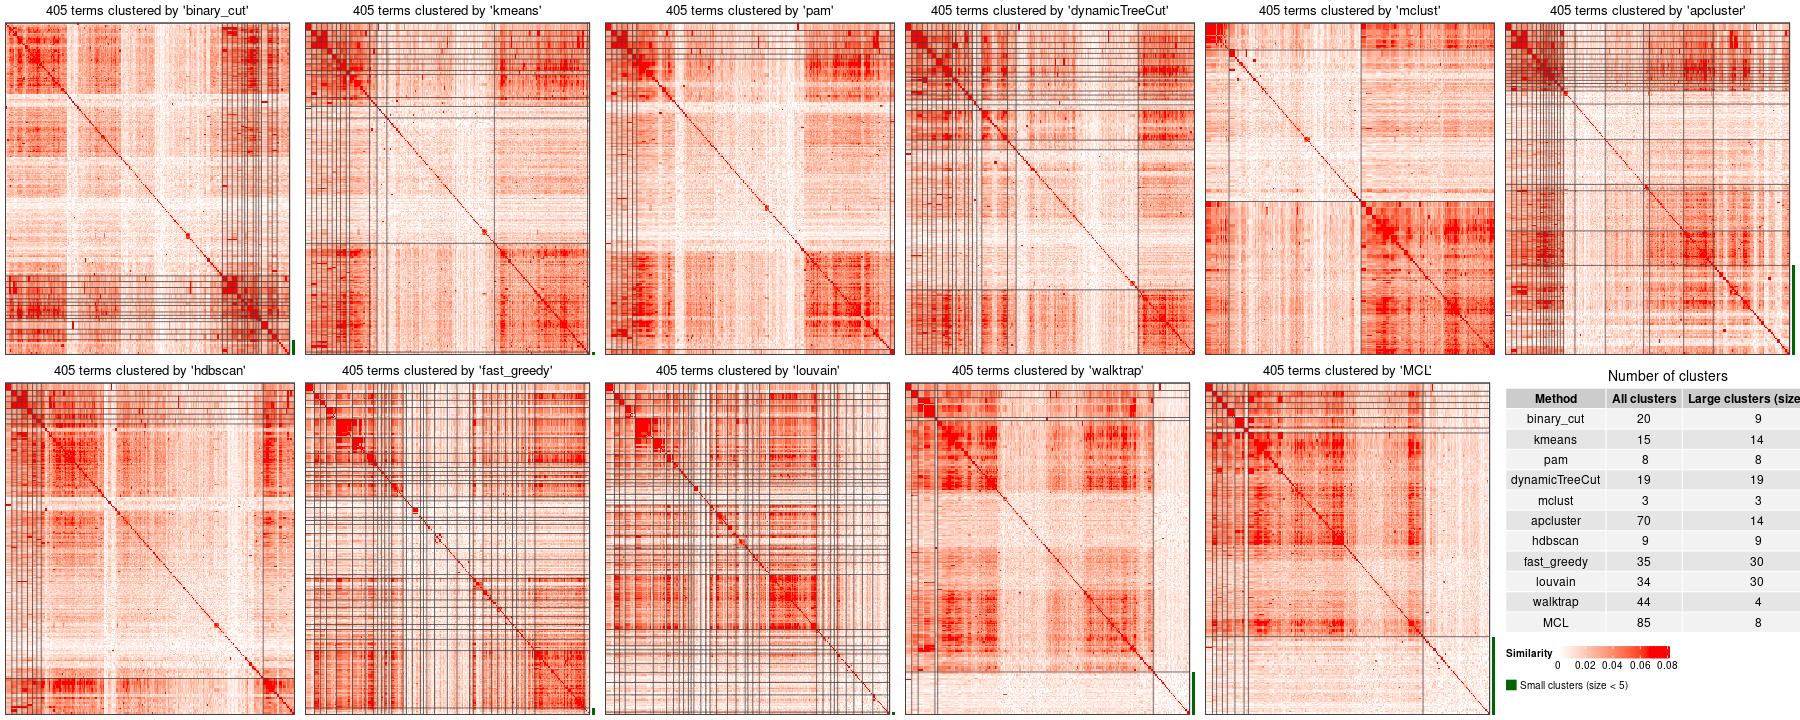 405 terms clustered by 'binary_cut'
405 terms clustered by 'kmeans'
405 terms clustered by 'pam'
405 terms clustered by 'dynamicTreeCut'
405 terms clustered by 'mclust'
405 terms clustered by 'apcluster'
405 terms clustered by 'hdbscan'
405 terms clustered by 'fast_greedy'
405 terms clustered by 'louvain'
405 terms clustered by 'walktrap'
405 terms clustered by 'MCL'
Number of clusters
Method All clusters Large clusters (size
binary_cut 20 9
kmeans 15 14
pam 8 8
dynamicTreeCut 19 19
mclust 3 3
apcluster 70 14
hdbscan 9 9
fast_greedy 35 30
louvain 34 30
walktrap 44 4
MCL 85 8
Similarity
0 0.02 0.04 0.06 0.08
Small clusters (size < 5)